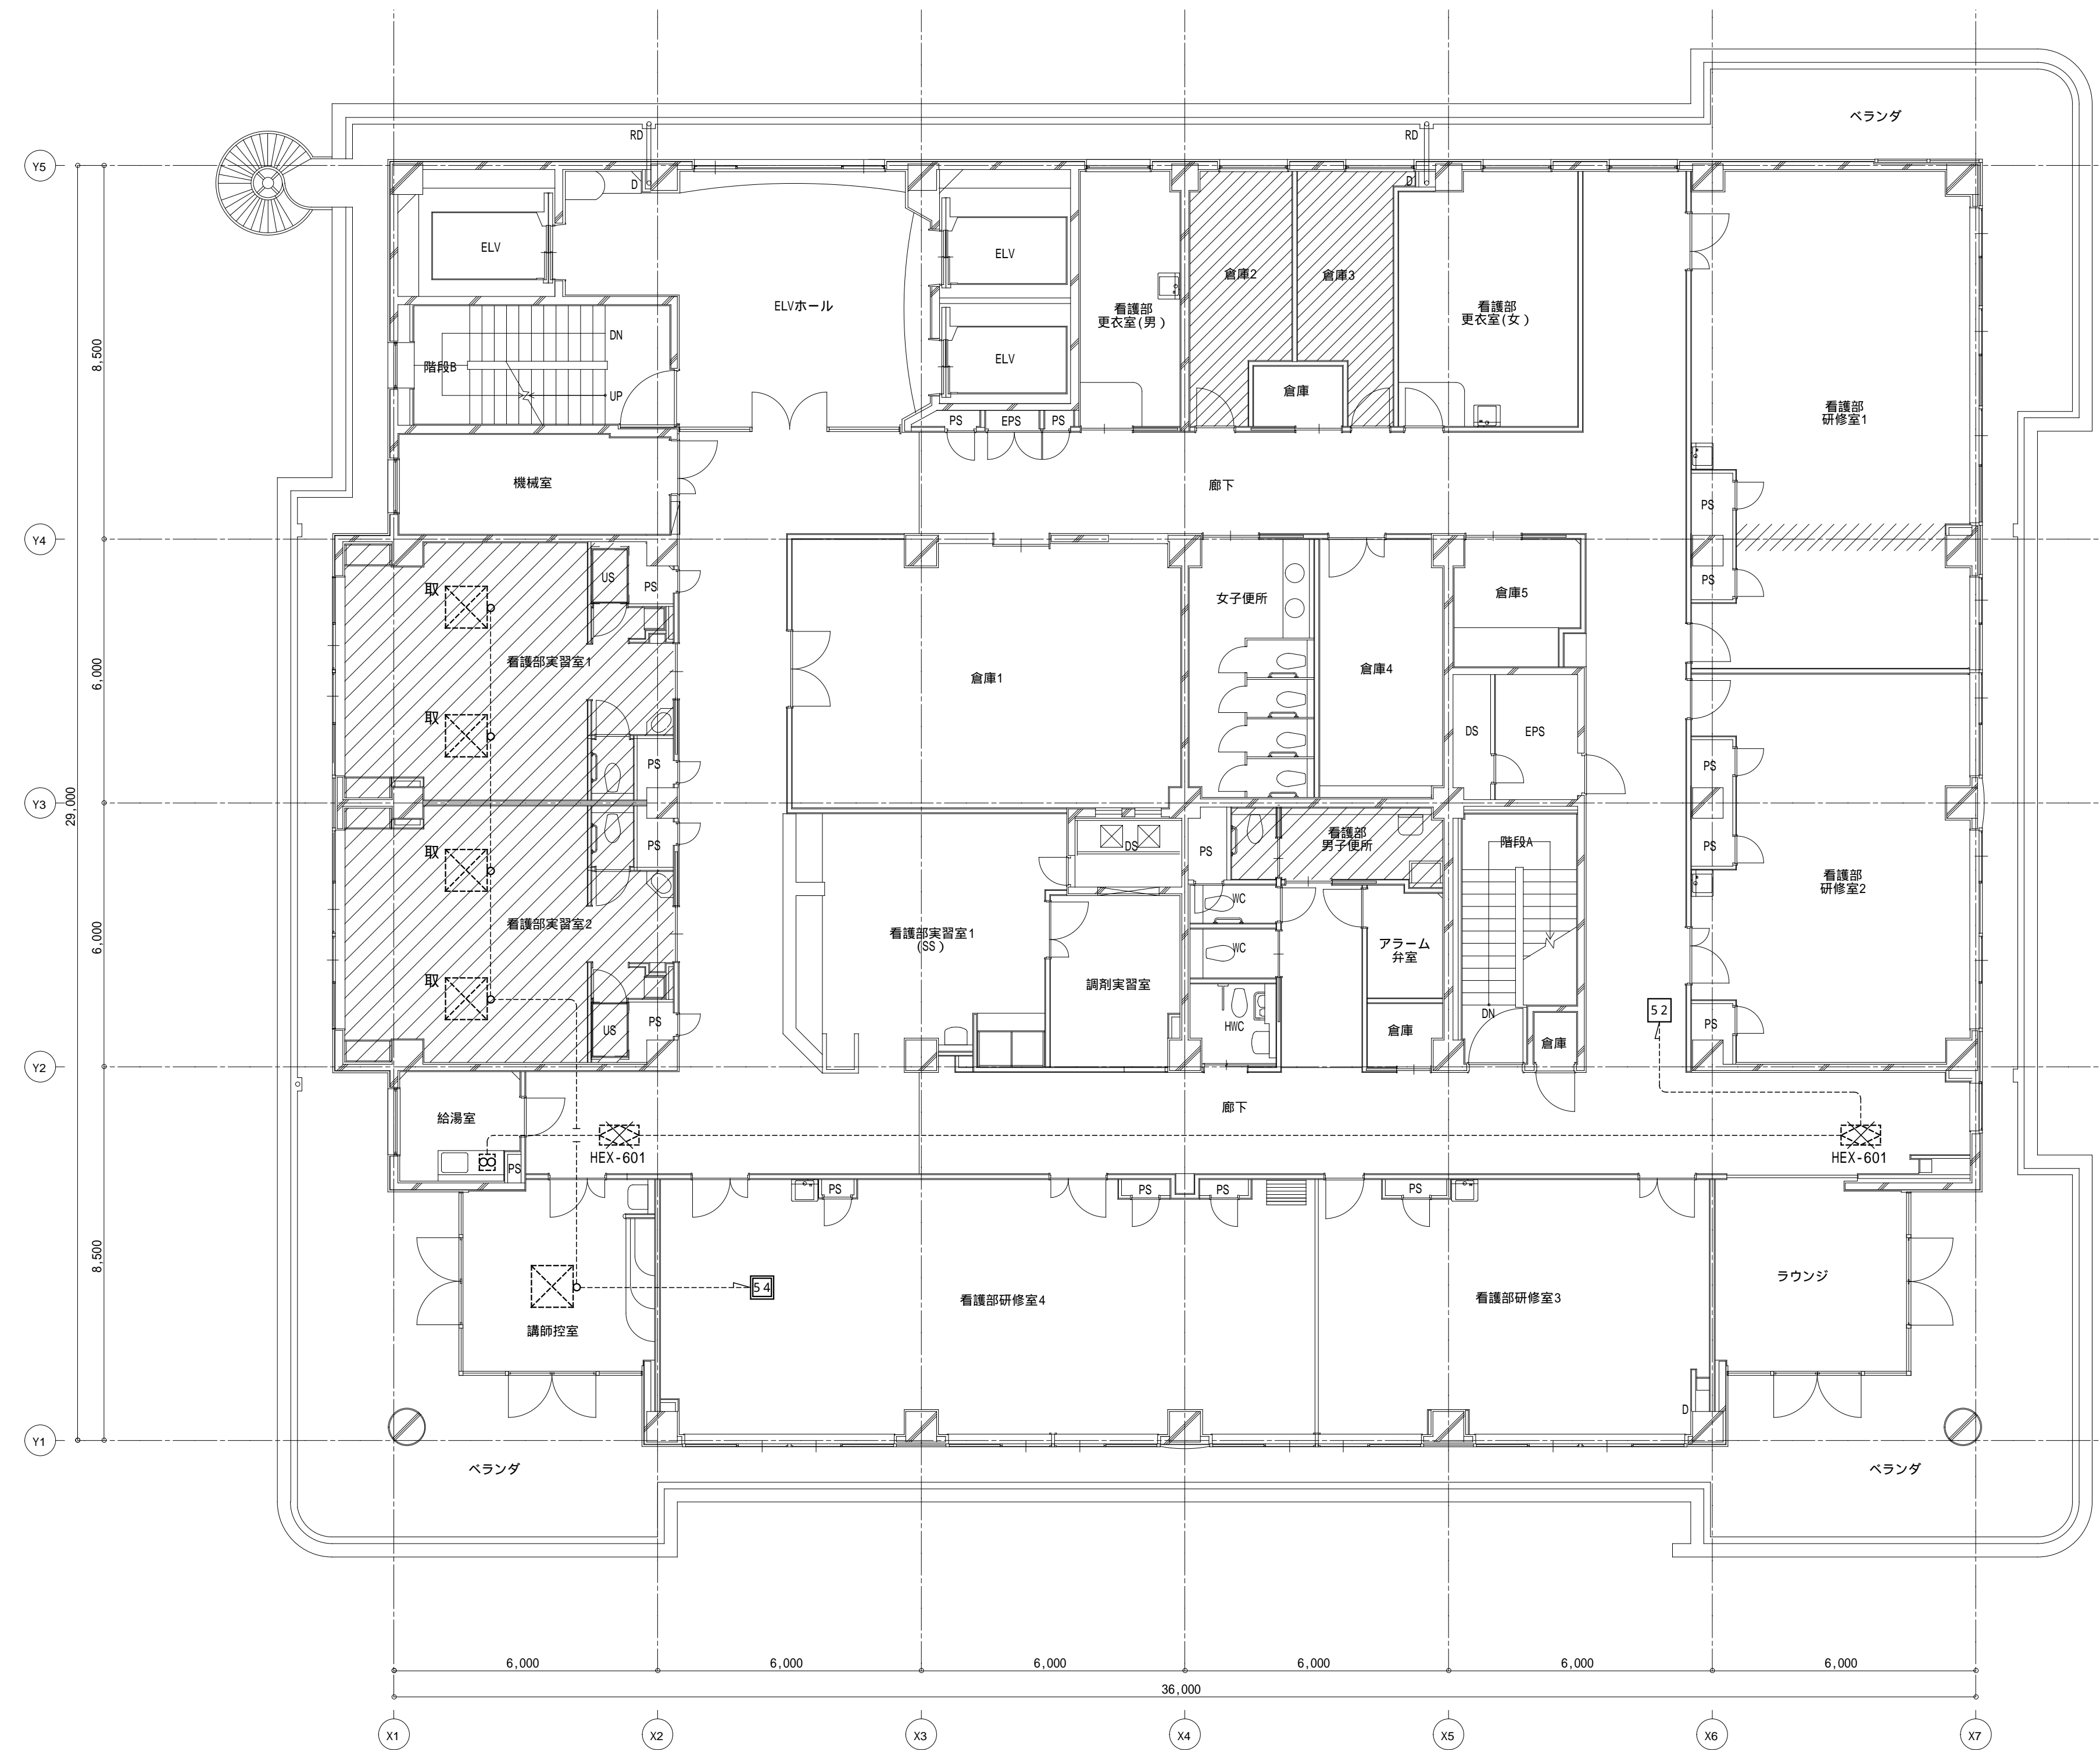 ベランダ
RD
RD
Y5
D
D
ELV
ELV
倉庫2
倉庫3
ELVホール
看護部
更衣室(男)
看護部
更衣室(女)
DN
8,500
階段B
ELV
UP
倉庫
PS
EPS
PS
看護部
研修室1
機械室
廊下
PS
Y4
US
PS
PS
取
女子便所
倉庫5
看護部実習室1
6,000
倉庫1
倉庫4
取
DS
EPS
PS
PS
Y3
29,000
看護部
男子便所
階段A
取
PS
DS
PS
PS
看護部
研修室2
WC
看護部実習室2
看護部実習室1
(SS)
6,000
WC
アラーム
弁室
取
調剤実習室
52
US
PS
HWC
倉庫
DN
倉庫
PS
Y2
給湯室
廊下
HEX-601
HEX-601
PS
PS
PS
PS
PS
8,500
54
看護部研修室4
看護部研修室3
ラウンジ
講師控室
D
Y1
ベランダ
ベランダ
6,000
6,000
6,000
6,000
6,000
6,000
36,000
X1
X2
X3
X4
X5
X6
X7